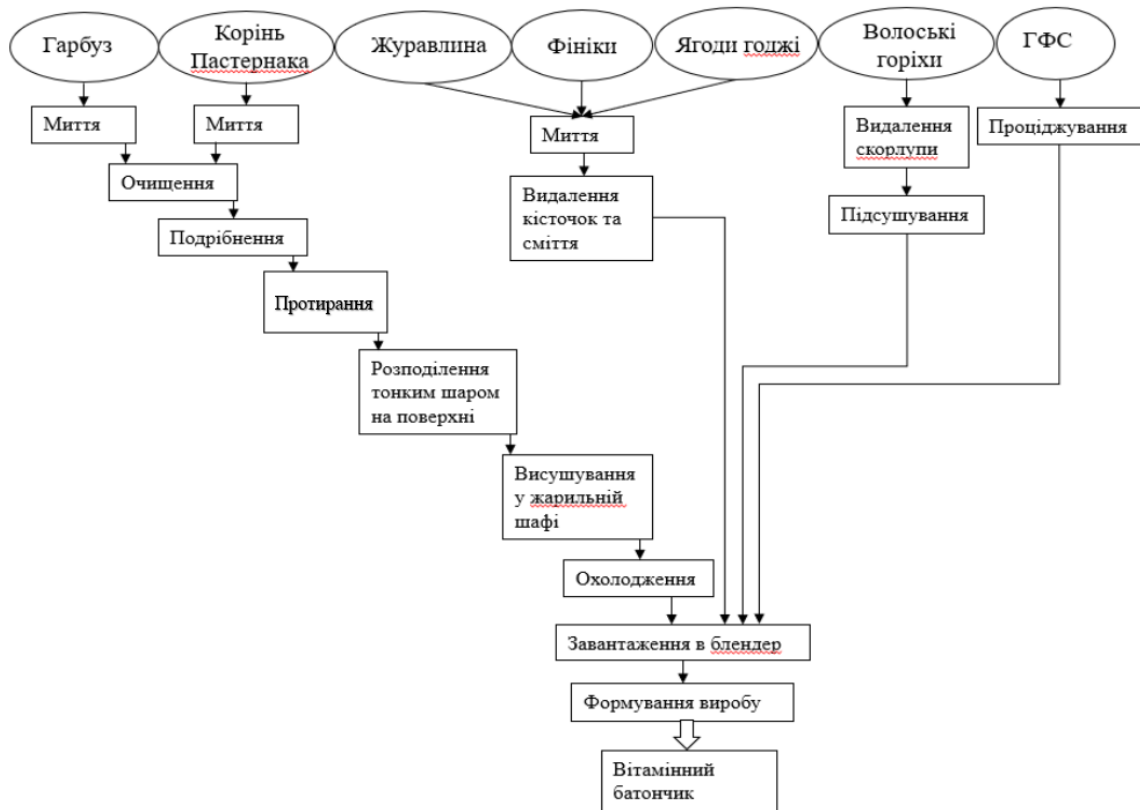 Гарбуз
Корінь
Пастернака
Журавлина
Фініки
Ягоди годжі
Волоські
горіхи
ГФС
Миття
Миття
Миття
Видалення
скорлупи
Проціджування
Очищення
Видалення
кісточок та
сміття
Підсушування
Подрібнення
Протирання
Розподілення
тонким шаром
на поверхні
Висушування
у жарильній
шафі
Охолодження
Завантаження в блендер
Формування виробу
Вітамінний
батончик